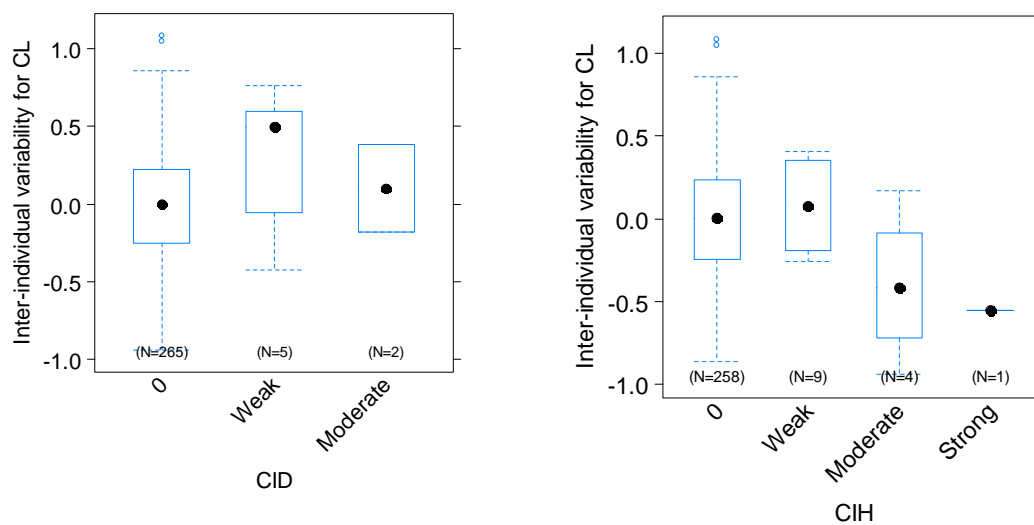 Inter-individual variability for CL
1.0
0.5
0.0
-0.5
-1.0
(N=265)
(N=5)
(N=2)
0
Weak
Moderate
CID
Inter-individual variability for CL
1.0
0.5
0.0
-0.5
-1.0
(N=258)
(N=9)
(N=4)
(N=1)
0
Weak
Moderate
Strong
CIH